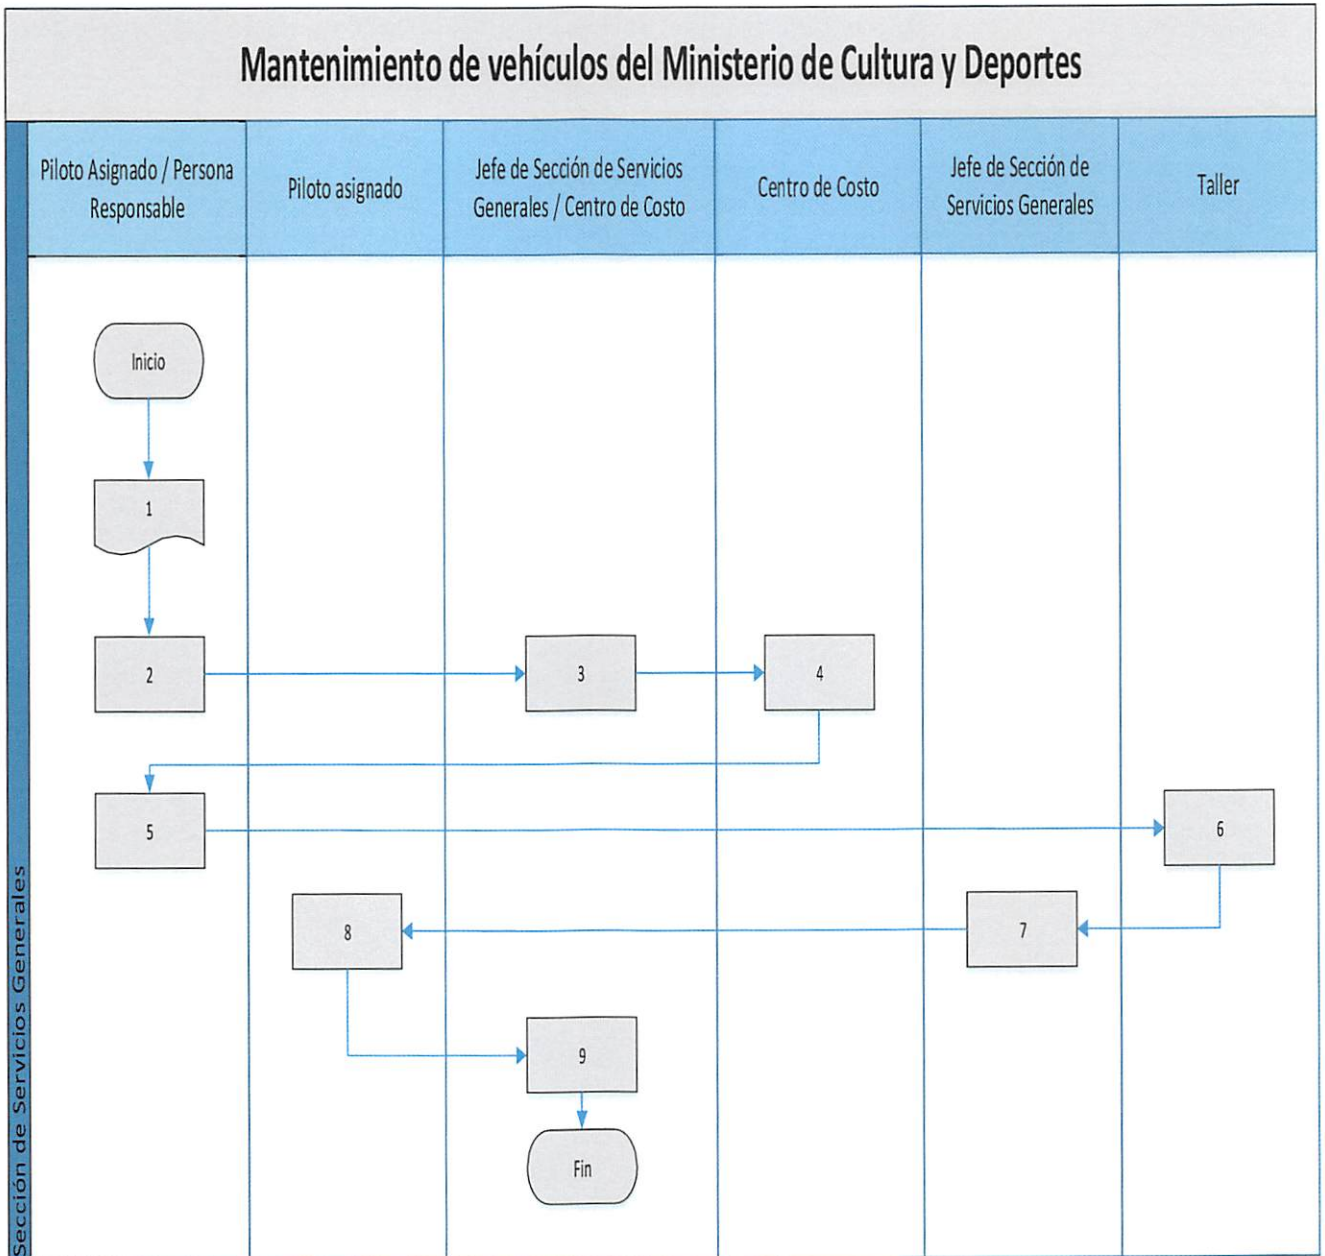 Mantenimiento de vehículos del Ministerio de Cultura y Deportes
Piloto Asignado / Persona
Responsable
Piloto asignado
Jefe de Sección de Servicios
Generales / Centro de Costo
Centro de Costo
Jefe de Sección de
Servicios Generales
Taller
Sección de Servicios Generales
Inicio
1
2
3
4
5
6
8
7
9
Fin